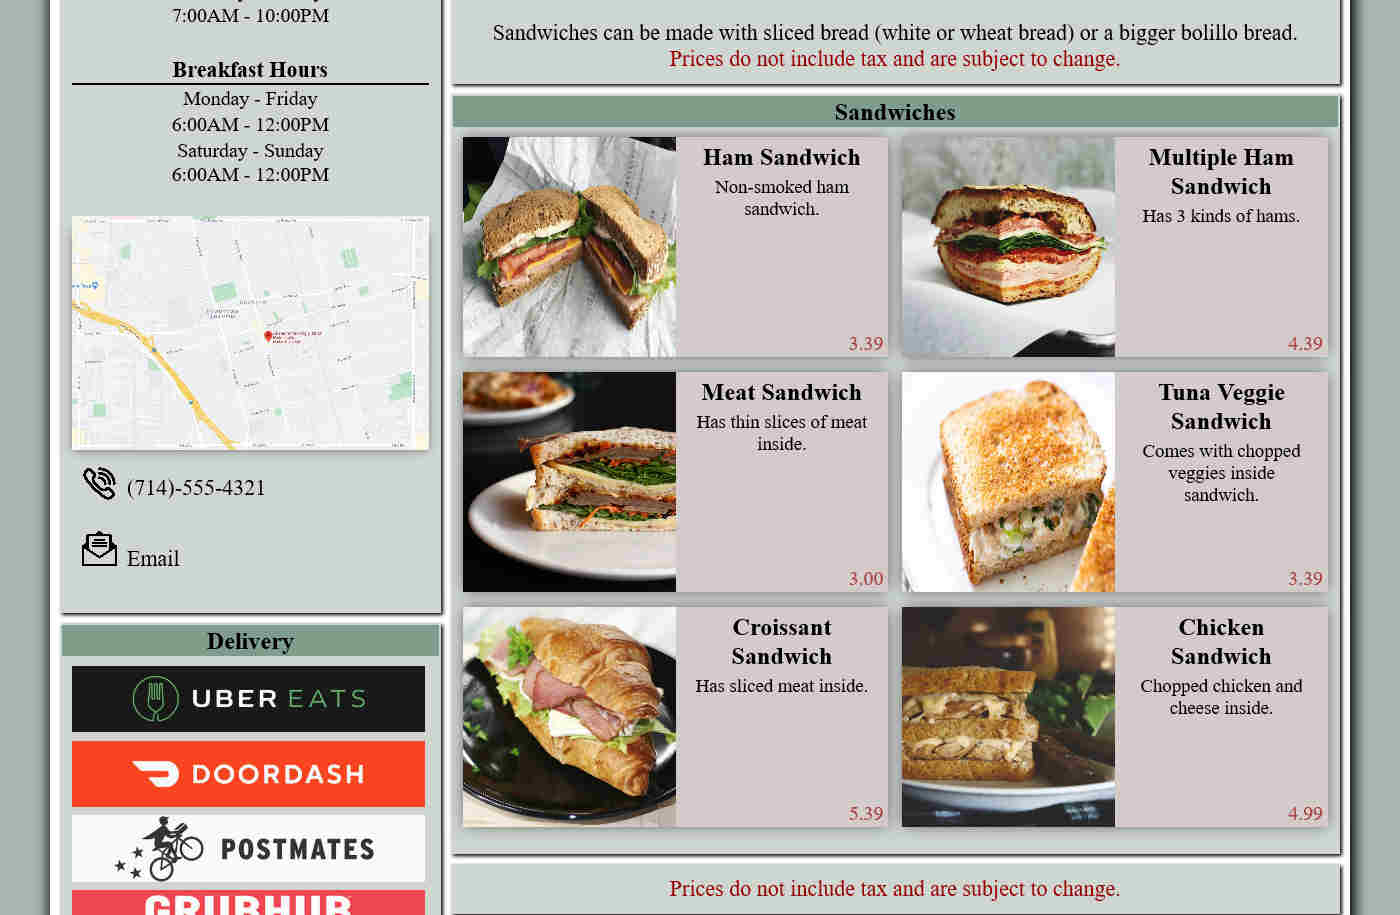 7:00AM - 10:00PM
Breakfast Hours
Monday - Friday
6:00AM - 12:00PM
Saturday - Sunday
6:00AM - 12:00PM
(714)-555-4321
Email
Delivery
UBER EATS
DOORDASH
POSTMATES
GRUBHUB
Sandwiches can be made with sliced bread (white or wheat bread) or a bigger bolillo bread.
Prices do not include tax and are subject to change.
Sandwiches
Ham Sandwich
Non-smoked ham
sandwich.
3.39
Multiple Ham
Sandwich
Has 3 kinds of hams.
4.39
Meat Sandwich
Has thin slices of meat
inside.
3.00
Tuna Veggie
Sandwich
Comes with chopped
veggies inside
sandwich.
3.39
Croissant
Sandwich
Has sliced meat inside.
5.39
Chicken
Sandwich
Chopped chicken and
cheese inside.
4.99
Prices do not include tax and are subject to change.